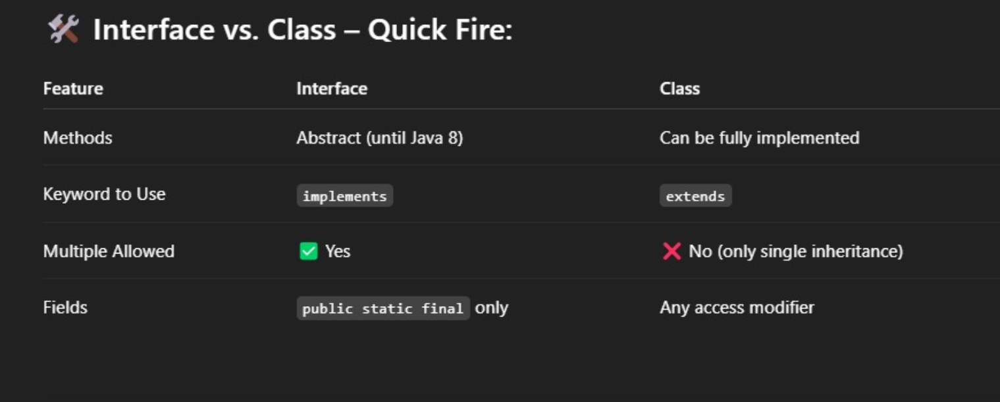 🛠️ Interface vs. Class – Quick Fire:
Feature Interface Class
Methods Abstract (until Java 8) Can be fully implemented
Keyword to Use implements extends
Multiple Allowed ✅ Yes ❌ No (only single inheritance)
Fields public static final only Any access modifier